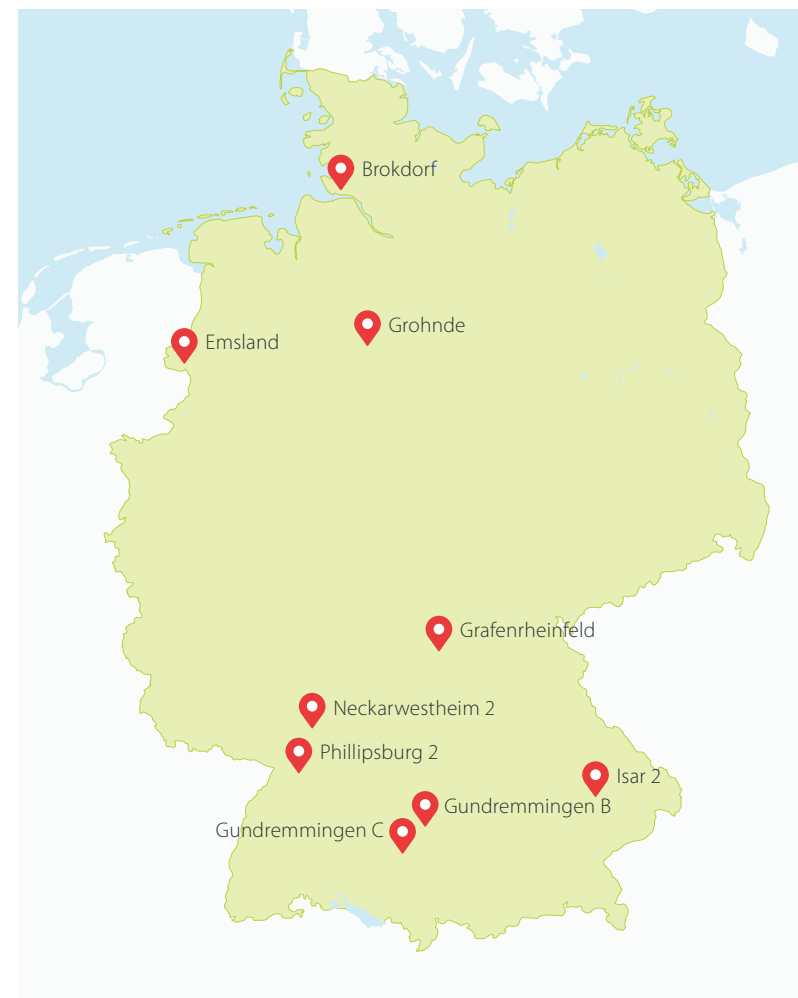 Brokdorf
Grohnde
Emsland
Grafenrheinfeld
Neckarwestheim 2
Phillipsburg 2
Isar 2
Gundremmingen B
Gundremmingen C